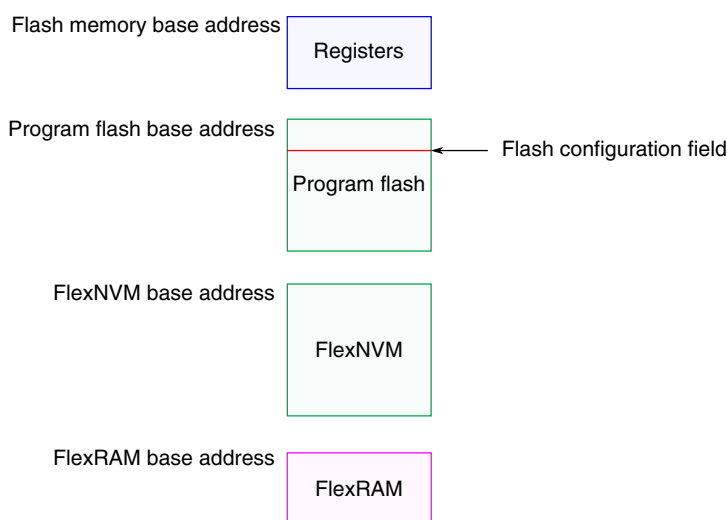 Flash memory base address
Registers
Program flash base address
Flash configuration field
Program flash
FlexNVM base address
FlexNVM
FlexRAM base address
FlexRAM